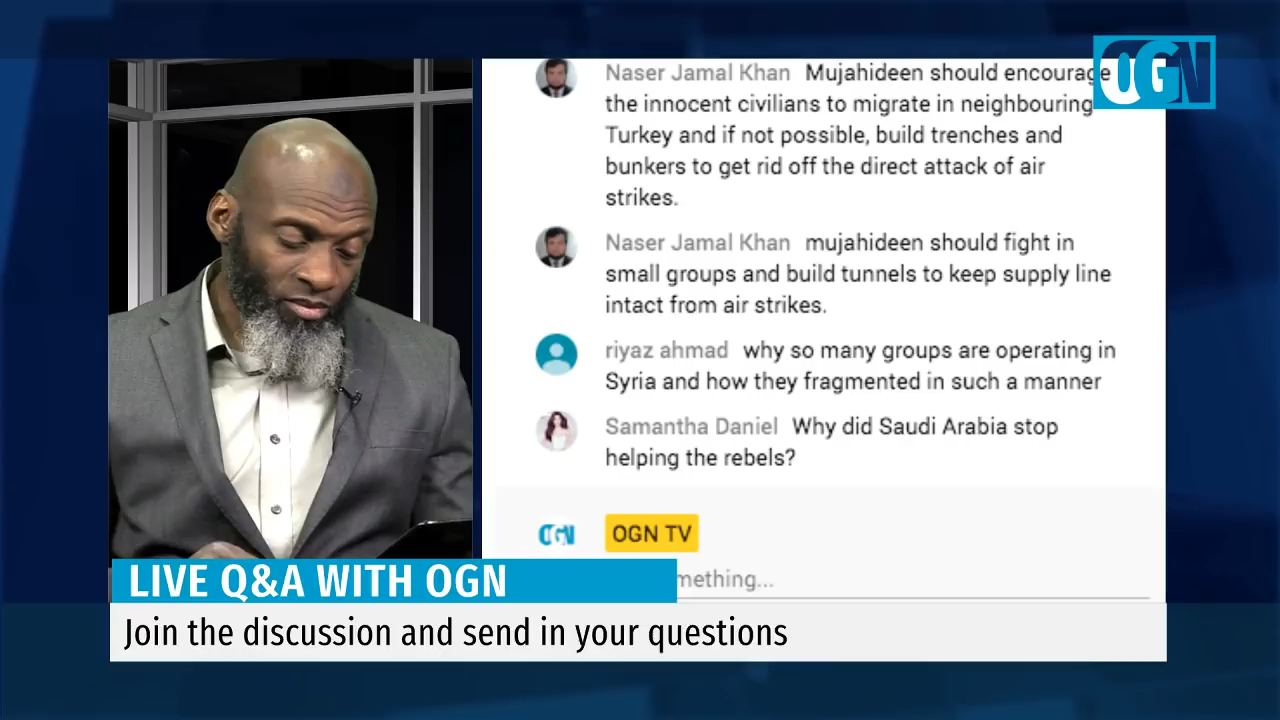 OGN
Naser Jamal Khan Mujahideen should encourage
the innocent civilians to migrate in neighbouring
Turkey and if not possible, build trenches and
bunkers to get rid off the direct attack of air
strikes.
Naser Jamal Khan mujahideen should fight in
small groups and build tunnels to keep supply line
intact from air strikes.
riyaz ahmad why so many groups are operating in
Syria and how they fragmented in such a manner
Samantha Daniel Why did Saudi Arabia stop
helping the rebels?
OGN OGN TV
mething...
LIVE Q&A WITH OGN
Join the discussion and send in your questions